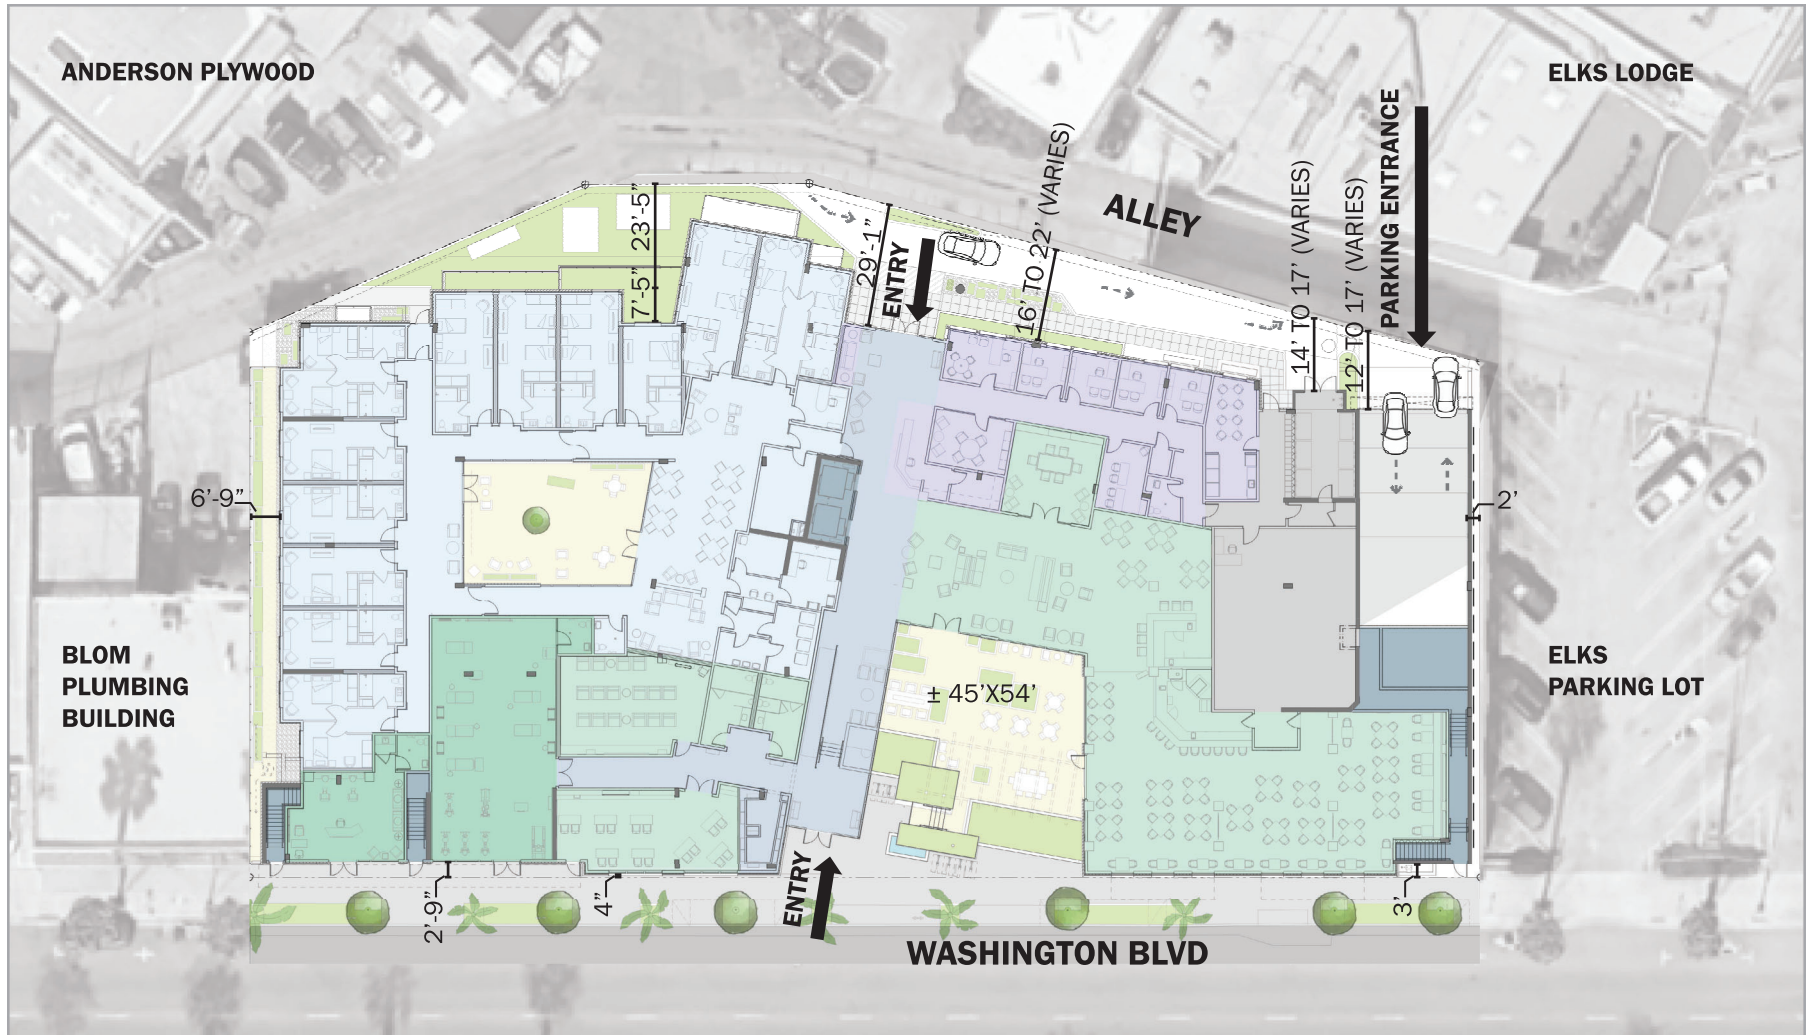 ANDERSON PLYWOOD
ELKS LODGE
PARKING ENTRANCE
ALLEY
23'-5"
7'-5"
29'-1"
ENTRY
16' TO 22' (VARIES)
14' TO 17' (VARIES)
12' TO 17' (VARIES)
6'-9"
2'
BLOM
PLUMBING
BUILDING
± 45'X54'
ELKS
PARKING LOT
2'-9"
4"
ENTRY
3'
WASHINGTON BLVD